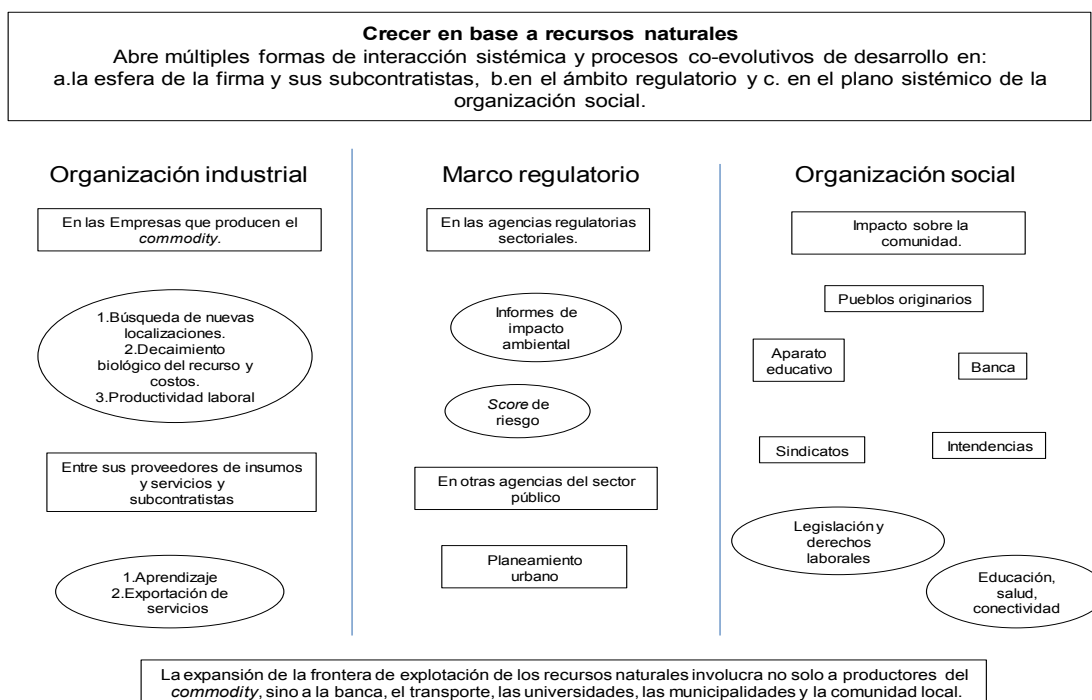 Crecer en base a recursos naturales
Abre múltiples formas de interacción sistémica y procesos co-evolutivos de desarrollo en:
a.la esfera de la firma y sus subcontratistas, b.en el ámbito regulatorio y c. en el plano sistémico de la
organización social.
Organización industrial
En las Empresas que producen el
commodity.
1.Búsqueda de nuevas
localizaciones.
2.Decaimiento
biológico del recurso y
costos.
3.Productividad laboral
Entre sus proveedores de insumos
y servicios y
subcontratistas
1.Aprendizaje
2.Exportación de
servicios
Marco regulatorio
En las agencias regulatorias
sectoriales.
Informes de
impacto
ambiental
Score de
riesgo
En otras agencias del sector
público
Planeamiento
urbano
Organización social
Impacto sobre la
comunidad.
Pueblos originarios
Aparato
educativo
Banca
Sindicatos
Intendencias
Legislación y
derechos
laborales
Educación,
salud,
conectividad
La expansión de la frontera de explotación de los recursos naturales involucra no solo a productores del
commodity, sino a la banca, el transporte, las universidades, las municipalidades y la comunidad local.